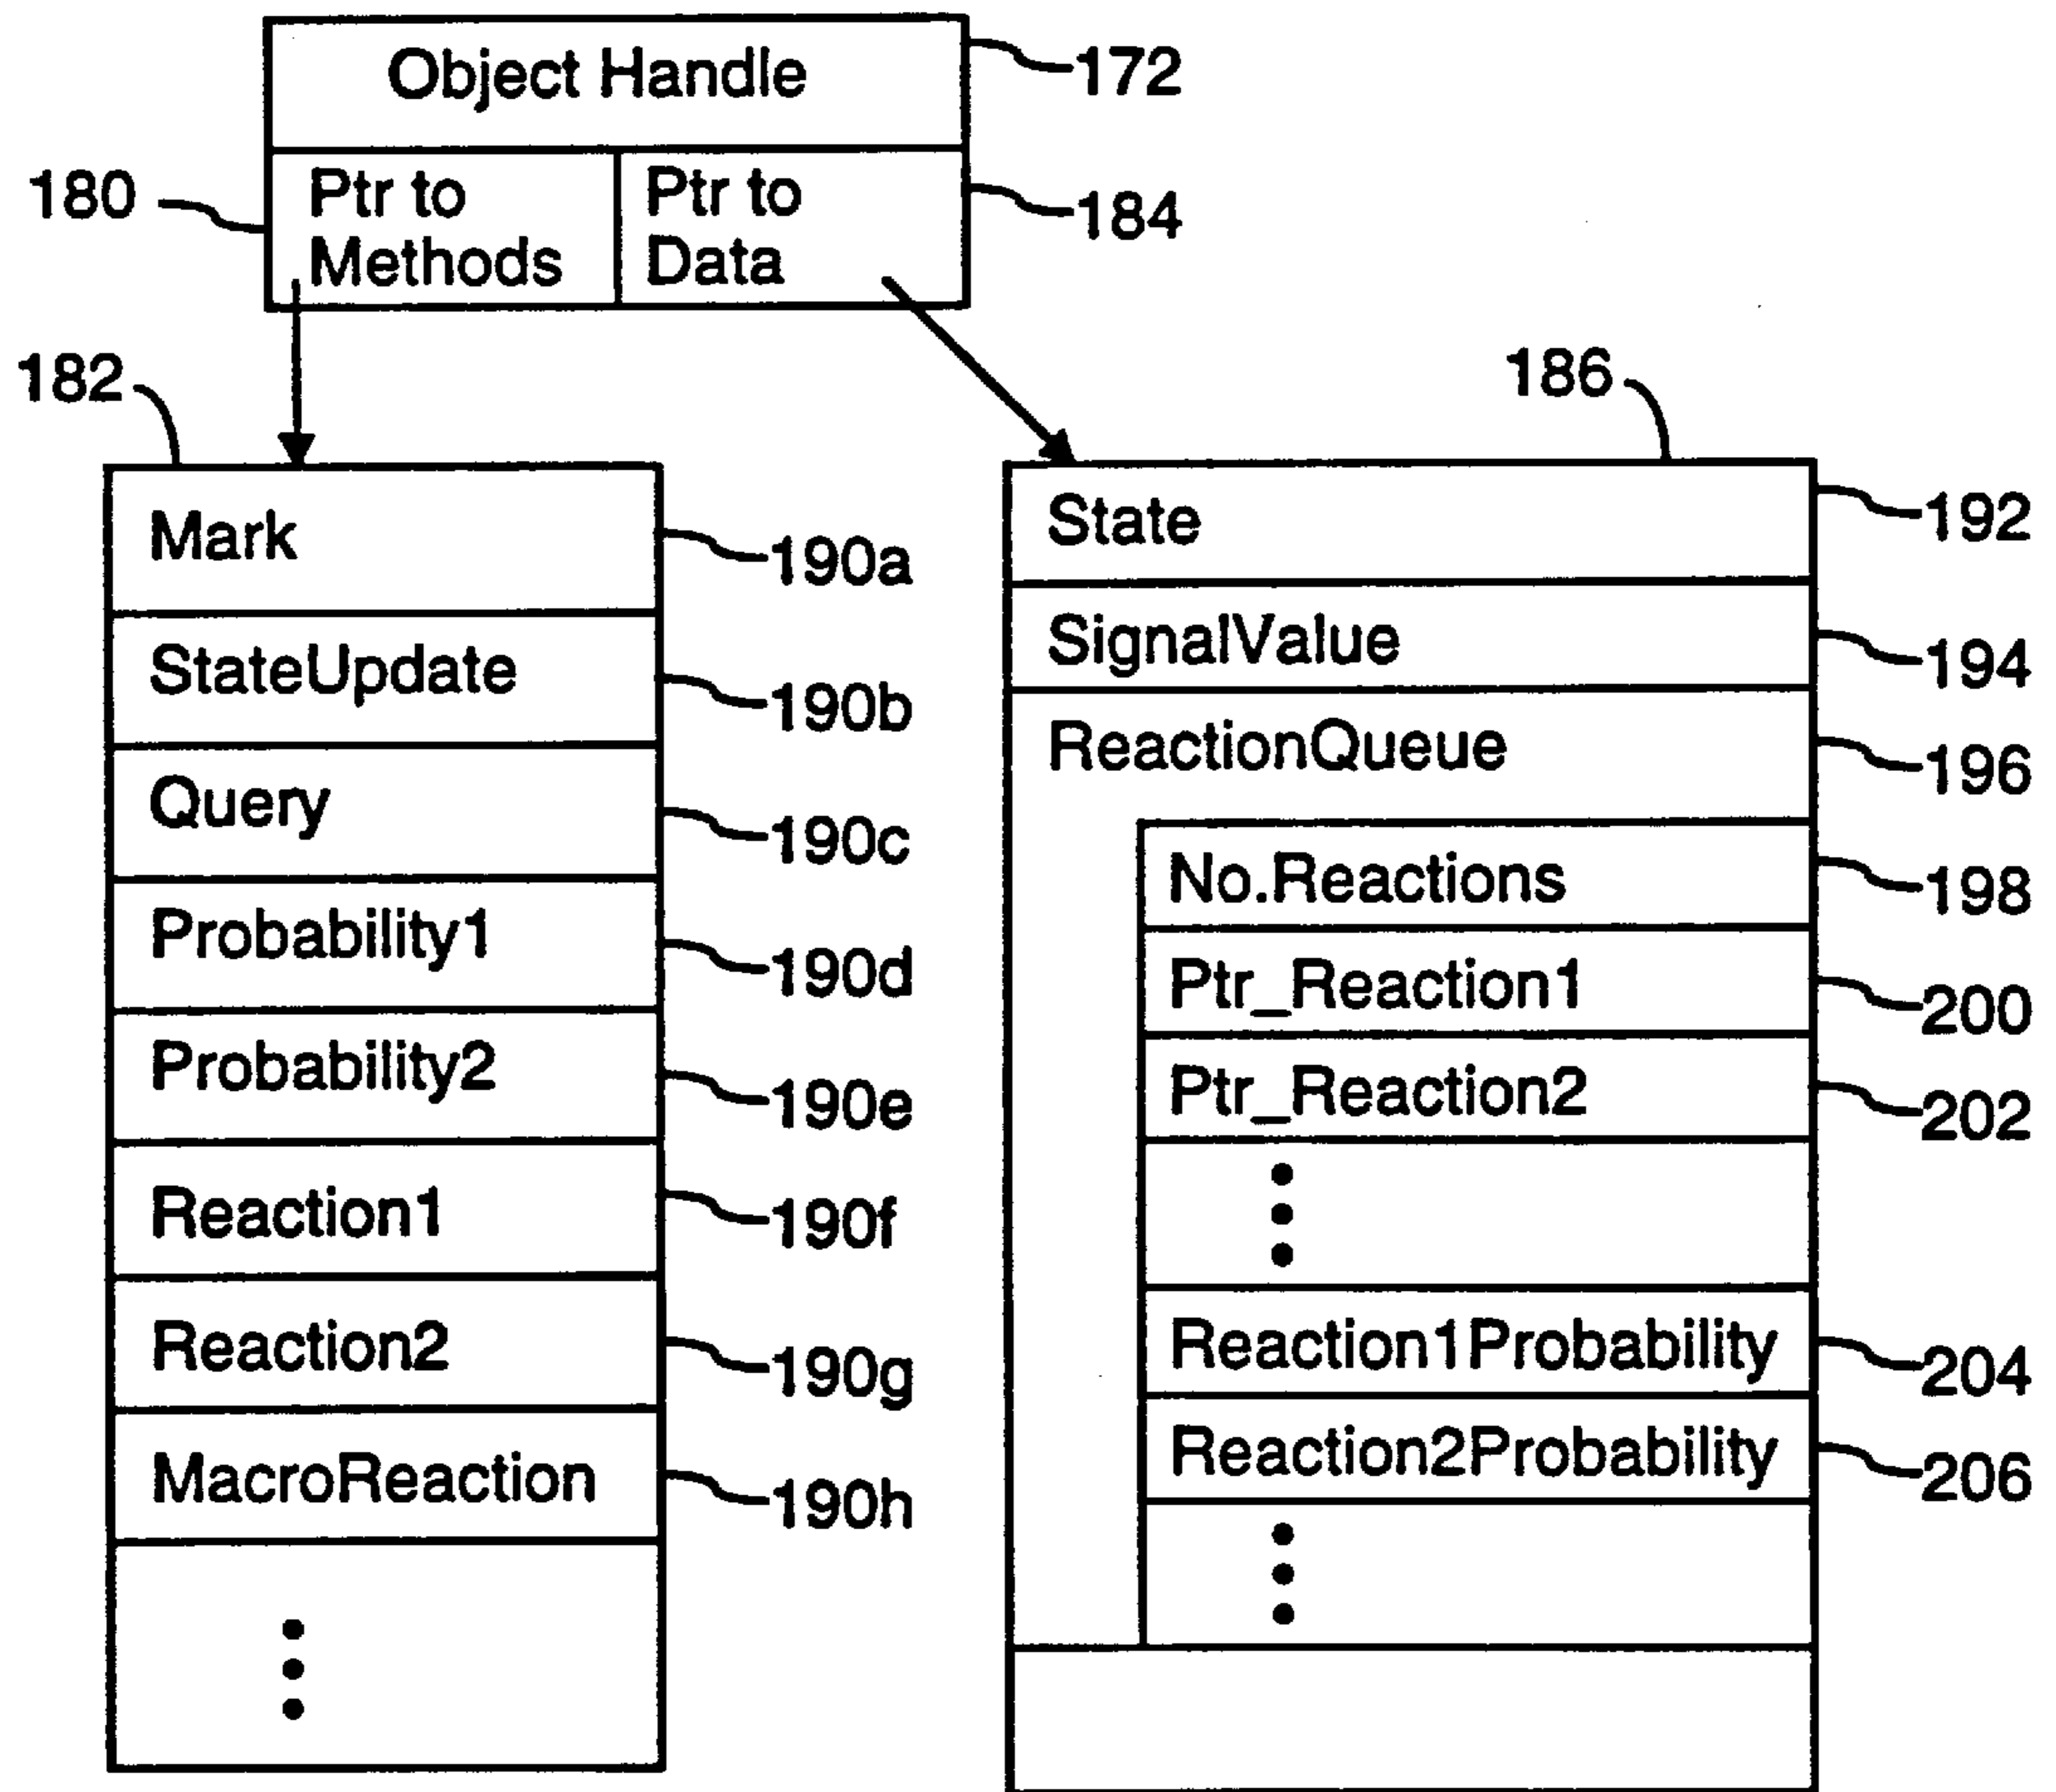 Object Handle
172
180
Ptr to
Methods
Ptr to
Data
184
182
Mark
190a
StateUpdate
190b
Query
190c
Probability1
190d
Probability2
190e
Reaction1
190f
Reaction2
190g
MacroReaction
190h
186
State
192
SignalValue
194
ReactionQueue
196
No.Reactions
198
Ptr_Reaction1
200
Ptr_Reaction2
202
Reaction1Probability
204
Reaction2Probability
206